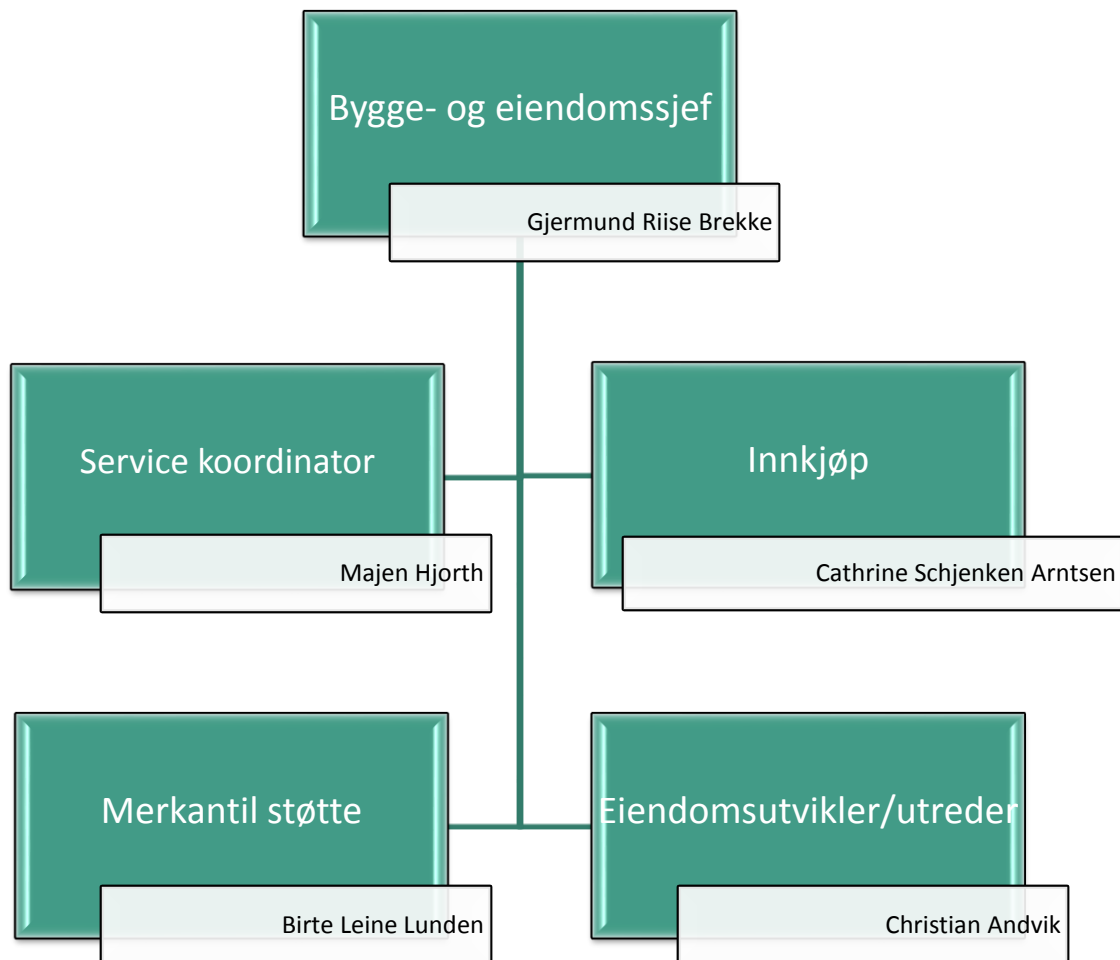 Bygge- og eiendomssjef
Gjermund Riise Brekke
Service koordinator
Majen Hjorth
Innkjøp
Cathrine Schjenken Arntsen
Merkantil støtte
Birte Leine Lunden
Eiendomsutvikler/utreder
Christian Andvik